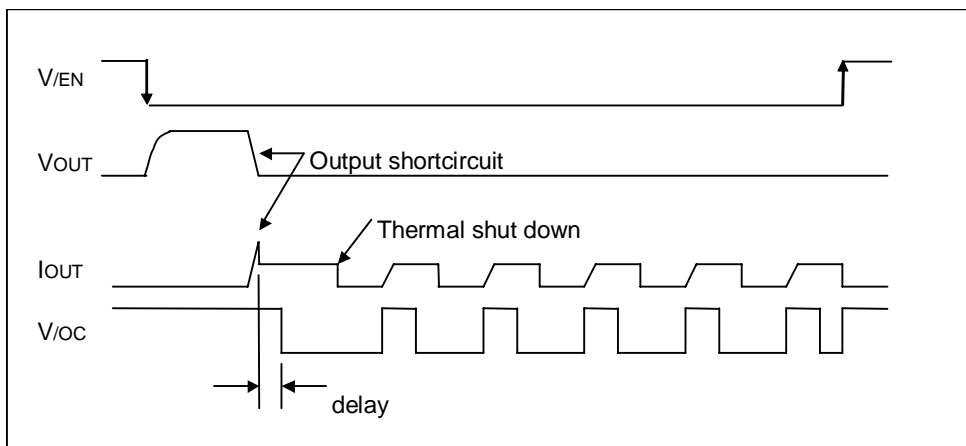 V/EN
VOUT
Output shortcircuit
Thermal shut down
IOUT
V/OC
delay